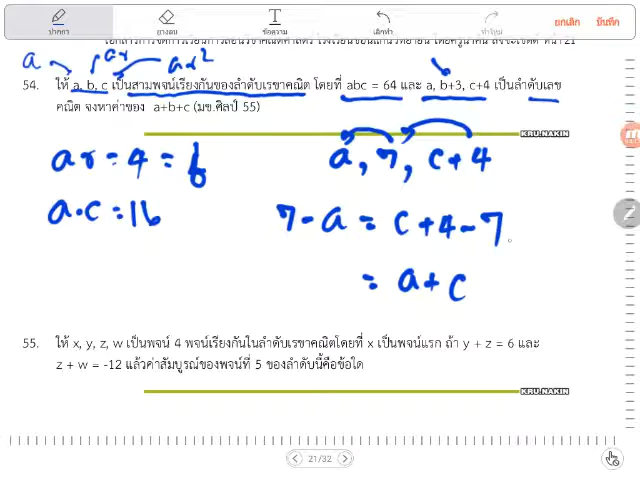 ปากกา
ยางลบ
เลิกทำ
ทำซ้ำ
ยกเลิก
บันทึก
หน้า 21
a ar ar²
54. ให้ a, b, c เป็นสามพจน์เรียงกันของลำดับเรขาคณิต โดยที่ abc = 64 และ a, b+3, c+4 เป็นลำดับเลข
คณิต จงหาค่าของ a+b+c (มข.ศิลป์ 55)
KRU.NAKIN
ar = 4 = b
a, 7, c+4
a·c = 16
7 - a = c + 4 - 7
= a + c
55. ให้ x, y, z, w เป็นพจน์ 4 พจน์เรียงกันในลำดับเรขาคณิตโดยที่ x เป็นพจน์แรก ถ้า y + z = 6 และ
z + w = -12 แล้วค่าสัมบูรณ์ของพจน์ที่ 5 ของลำดับนี้คือข้อใด
KRU.NAKIN
21/32